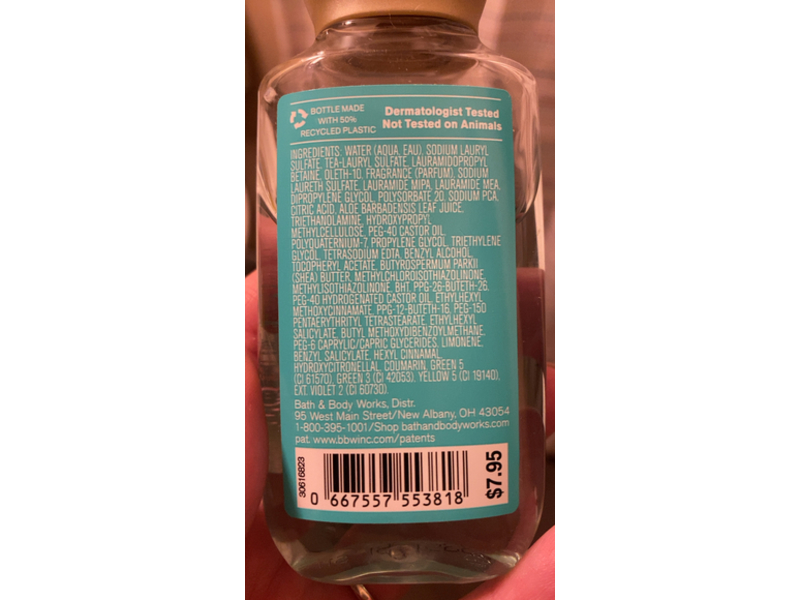 BOTTLE MADE
WITH 50%
RECYCLED PLASTIC
Dermatologist Tested
Not Tested on Animals
INGREDIENTS: WATER (AQUA, EAU), SODIUM LAURYL
SULFATE, TEA-LAURYL SULFATE, LAURAMIDOPROPYL
BETAINE, OLETH-10, FRAGRANCE (PARFUM), SODIUM
LAURETH SULFATE, LAURAMIDE MIPA, LAURAMIDE MEA,
DIPROPYLENE GLYCOL, POLYSORBATE 20, SODIUM PCA,
CITRIC ACID, ALOE BARBADENSIS LEAF JUICE,
TRIETHANOLAMINE, HYDROXYPROPYL
METHYLCELLULOSE, PEG-40 CASTOR OIL,
POLYQUATERNIUM-7, PROPYLENE GLYCOL, TRIETHYLENE
GLYCOL, TETRASODIUM EDTA, BENZYL ALCOHOL,
TOCOPHERYL ACETATE, BUTYROSPERMUM PARKII
(SHEA) BUTTER, METHYLCHLOROISOTHIAZOLINONE,
METHYLISOTHIAZOLINONE, BHT, PPG-26-BUTETH-26,
PEG-40 HYDROGENATED CASTOR OIL, ETHYLHEXYL
METHOXYCINNAMATE, PPG-12-BUTETH-16, PEG-150
PENTAERYTHRITYL TETRASTEARATE, ETHYLHEXYL
SALICYLATE, BUTYL METHOXYDIBENZOYLMETHANE,
PEG-6 CAPRYLIC/CAPRIC GLYCERIDES, LIMONENE,
BENZYL SALICYLATE, HEXYL CINNAMAL,
HYDROXYCITRONELLAL, COUMARIN, GREEN 5
(CI 61570), GREEN 3 (CI 42053), YELLOW 5 (CI 19140),
EXT. VIOLET 2 (CI 60730).
Bath & Body Works, Distr.
95 West Main Street/New Albany, OH 43054
1-800-395-1001/Shop bathandbodyworks.com
pat. www.bbwinc.com/patents
30616823
0 667557 553818
$7.95